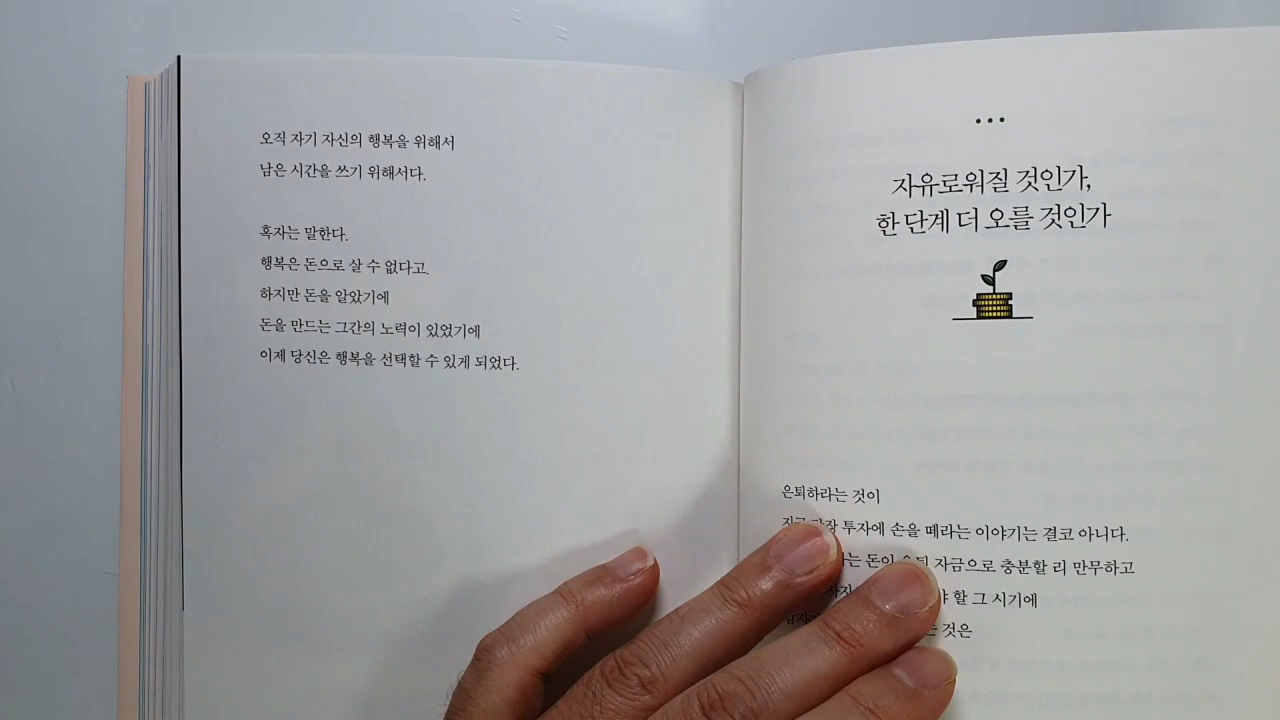 오직 자기 자신의 행복을 위해서
남은 시간을 쓰기 위해서다.
혹자는 말한다.
행복은 돈으로 살 수 없다고.
하지만 돈을 알았기에
돈을 만드는 그간의 노력이 있었기에
이제 당신은 행복을 선택할 수 있게 되었다.
자유로워질 것인가,
한 단계 더 오를 것인가
은퇴하라는 것이
투자에 손을 떼라는 이야기는 결코 아니다.
돈이 자금으로 충분할 리 만무하고
할 그 시기에
것은